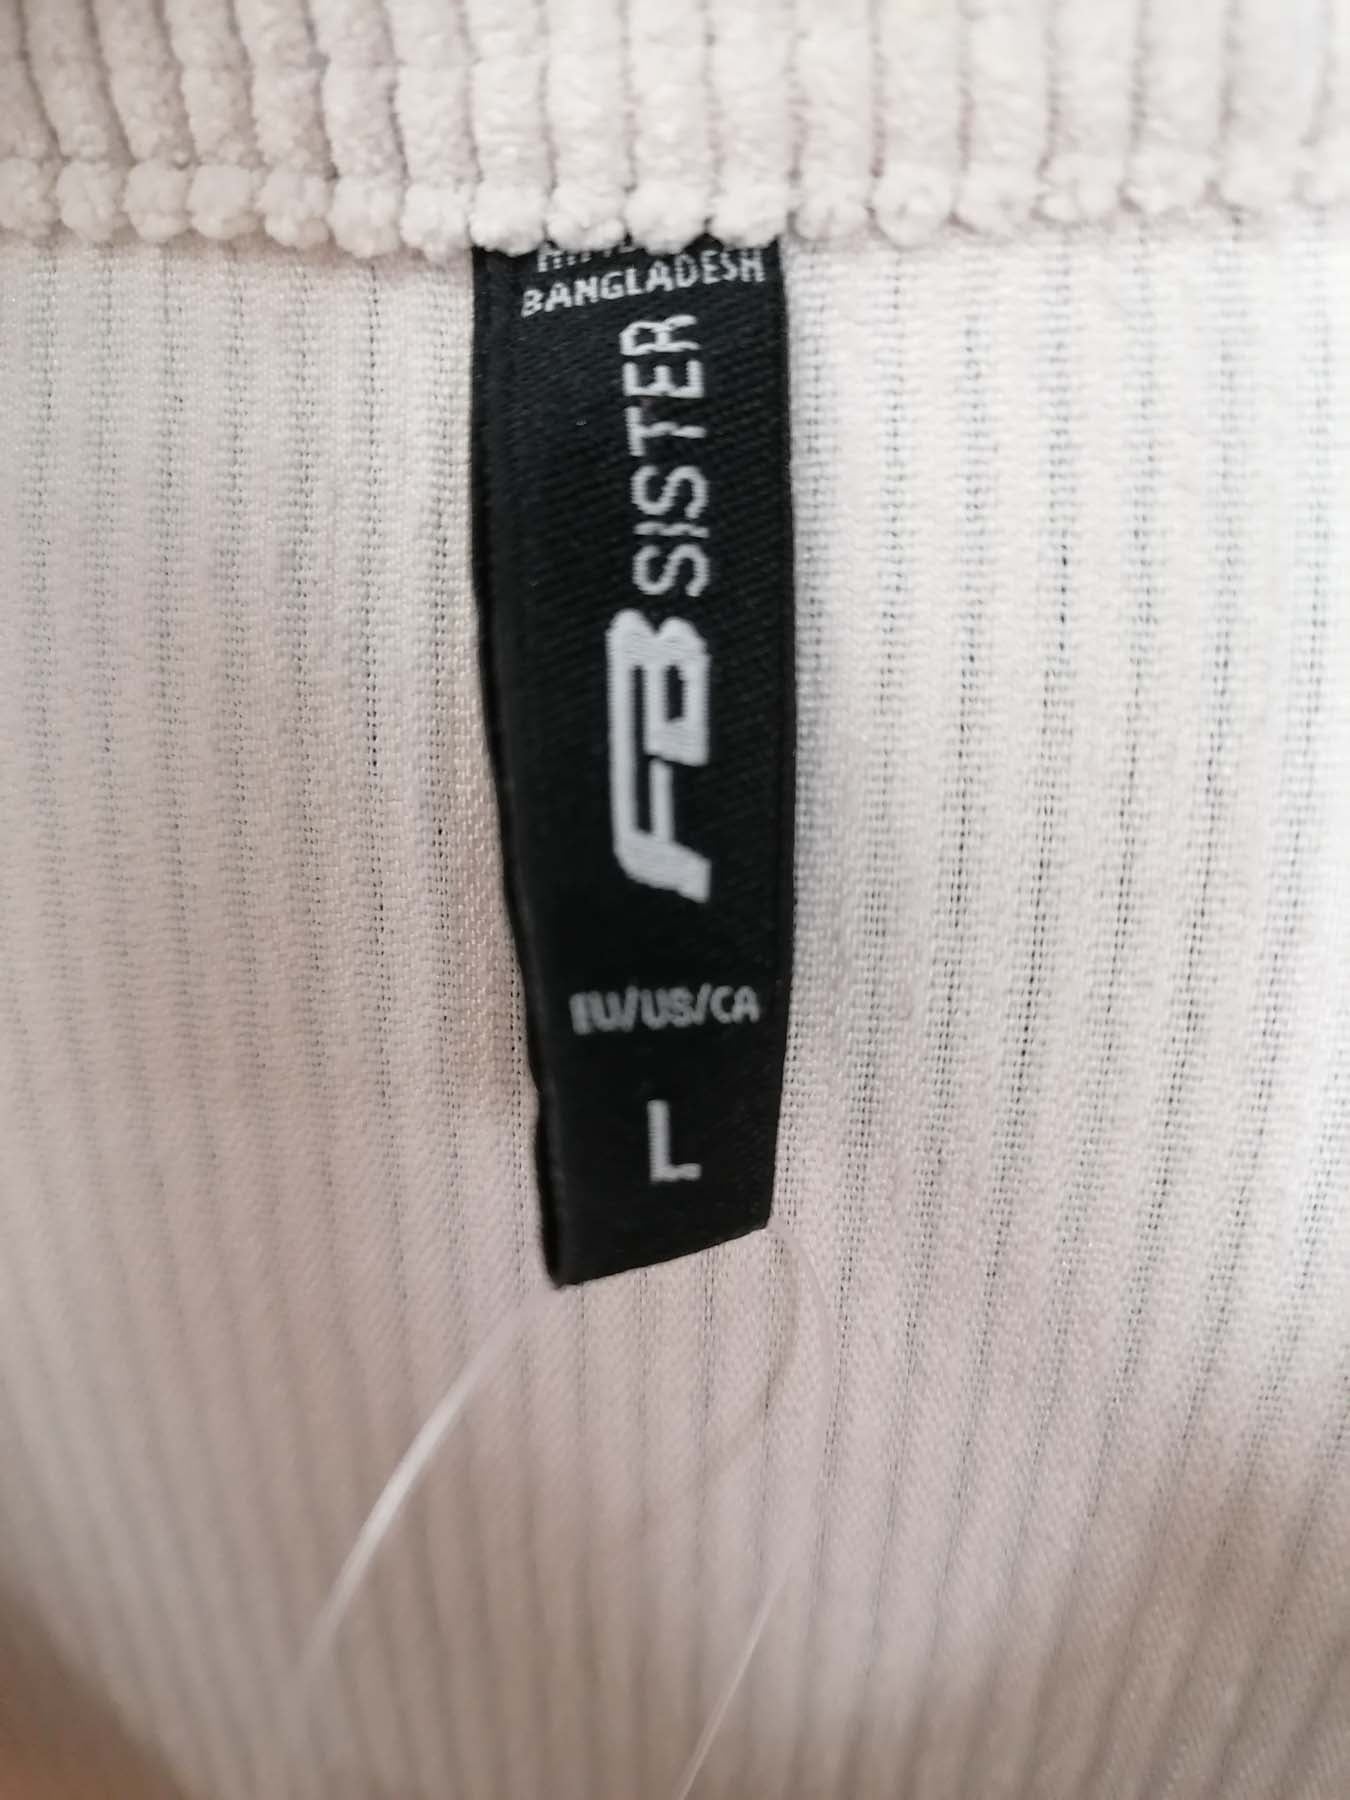 BANGLADESH
FB SISTER
EU/US/CA
L